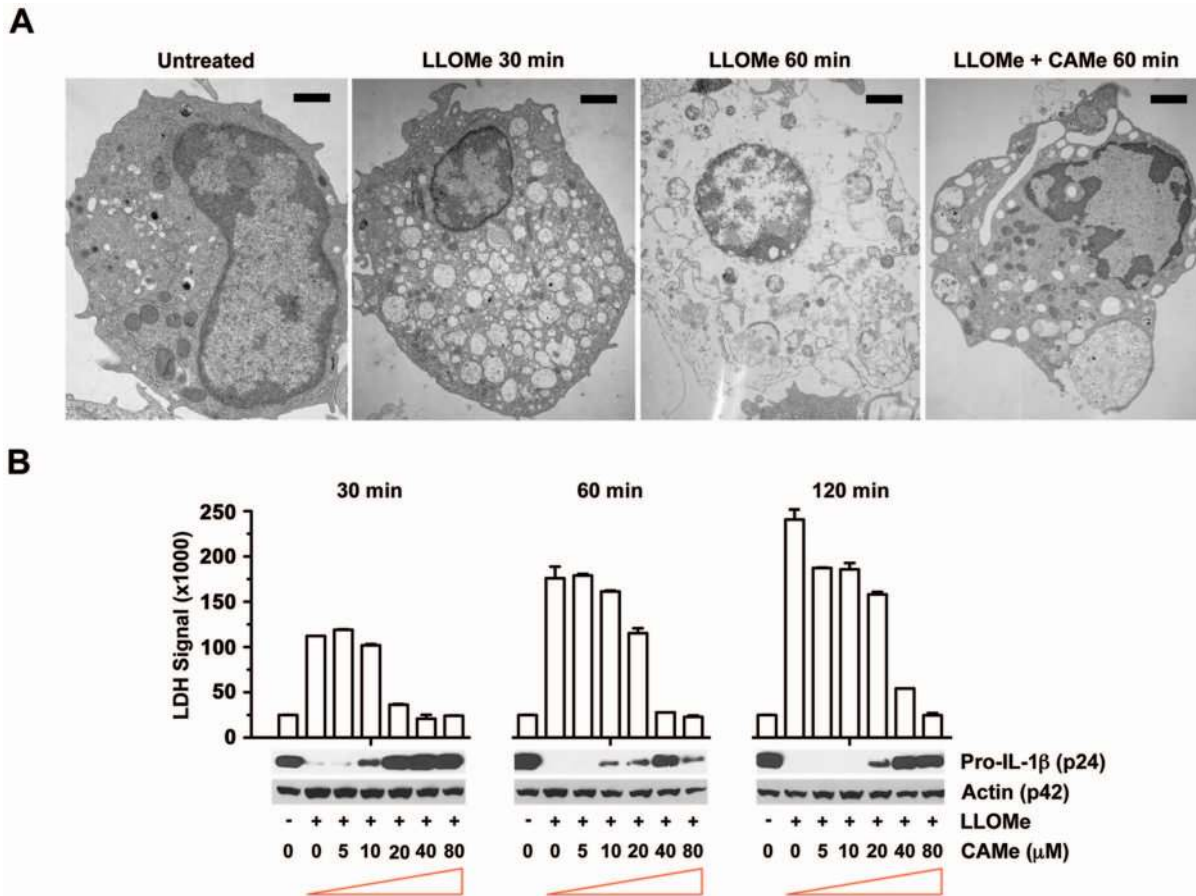 A
Untreated LLOMe 30 min LLOMe 60 min LLOMe + CAMe 60 min
B
30 min 60 min 120 min
LDH Signal (x1000)
250
200
150
100
50
0
Pro-IL-1β (p24)
Actin (p42)
- + + + + + + - + + + + + + - + + + + + + LLOMe
0 0 5 10 20 40 80 0 0 5 10 20 40 80 0 0 5 10 20 40 80 CAMe (μM)